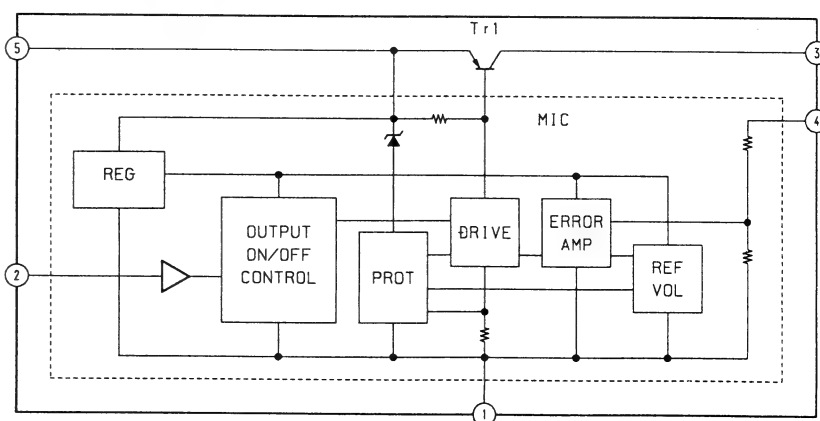 Tr1
5
3
MIC
4
REG
OUTPUT
ON/OFF
CONTROL
DRIVE
ERROR
AMP
2
PROT
REF
VOL
1